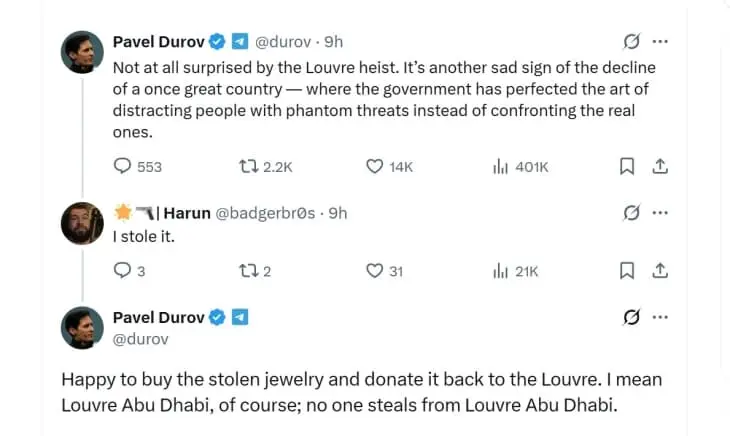 Pavel Durov @durov · 9h
Not at all surprised by the Louvre heist. It’s another sad sign of the decline
of a once great country — where the government has perfected the art of
distracting people with phantom threats instead of confronting the real
ones.
553 2.2K 14K 401K
🌟🔫| Harun @badgerbr0s · 9h
I stole it.
3 2 31 21K
Pavel Durov
@durov
Happy to buy the stolen jewelry and donate it back to the Louvre. I mean
Louvre Abu Dhabi, of course; no one steals from Louvre Abu Dhabi.